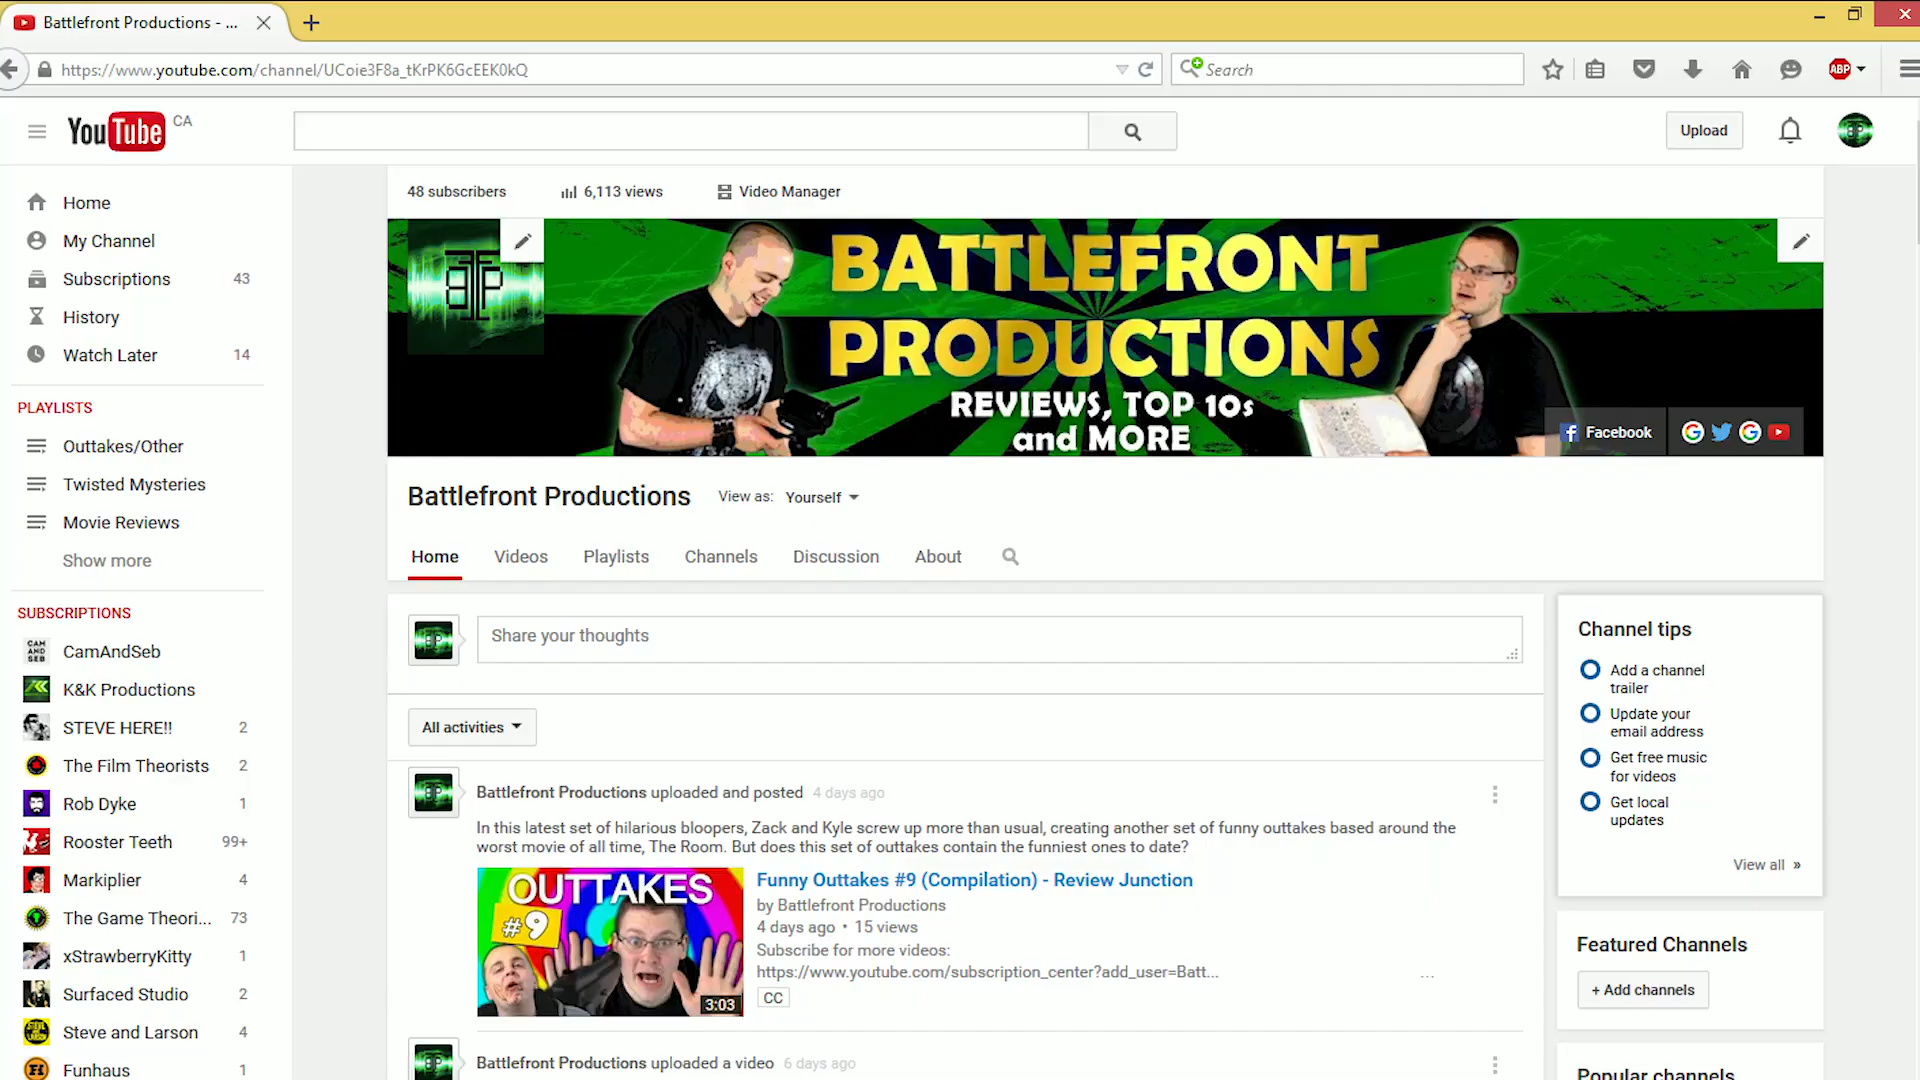 Battlefront Productions - ...
https://www.youtube.com/channel/UCoie3F8a_tKrPK6GcEEK0kQ
Search
ABP
YouTube CA
Upload
Home
My Channel
Subscriptions 43
History
Watch Later 14
PLAYLISTS
Outtakes/Other
Twisted Mysteries
Movie Reviews
Show more
SUBSCRIPTIONS
CAM AND SEB
CamAndSeb
K&K Productions
STEVE HERE!! 2
The Film Theorists 2
Rob Dyke 1
Rooster Teeth 99+
Markiplier 4
The Game Theori... 73
xStrawberryKitty 1
Surfaced Studio 2
Steve and Larson 4
Funhaus 1
48 subscribers
6,113 views
Video Manager
BATTLEFRONT
PRODUCTIONS
REVIEWS, TOP 10s
and MORE
Facebook
Battlefront Productions
View as: Yourself
Home Videos Playlists Channels Discussion About
Share your thoughts
All activities
Battlefront Productions uploaded and posted 4 days ago
In this latest set of hilarious bloopers, Zack and Kyle screw up more than usual, creating another set of funny outtakes based around the
worst movie of all time, The Room. But does this set of outtakes contain the funniest ones to date?
OUTTAKES
#9
3:03
Funny Outtakes #9 (Compilation) - Review Junction
by Battlefront Productions
4 days ago • 15 views
Subscribe for more videos:
https://www.youtube.com/subscription_center?add_user=Batt...
...
CC
Battlefront Productions uploaded a video 6 days ago
Channel tips
Add a channel
trailer
Update your
email address
Get free music
for videos
Get local
updates
View all »
Featured Channels
+ Add channels
Popular channels